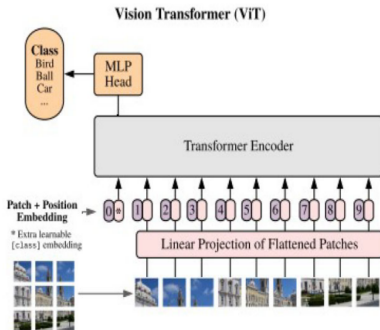 Vision Transformer (ViT)
Class
Bird
Ball
Car
...
MLP
Head
Transformer Encoder
Patch + Position
Embedding
* Extra learnable
[class] embedding
0 * 1 2 3 4 5 6 7 8 9
Linear Projection of Flattened Patches